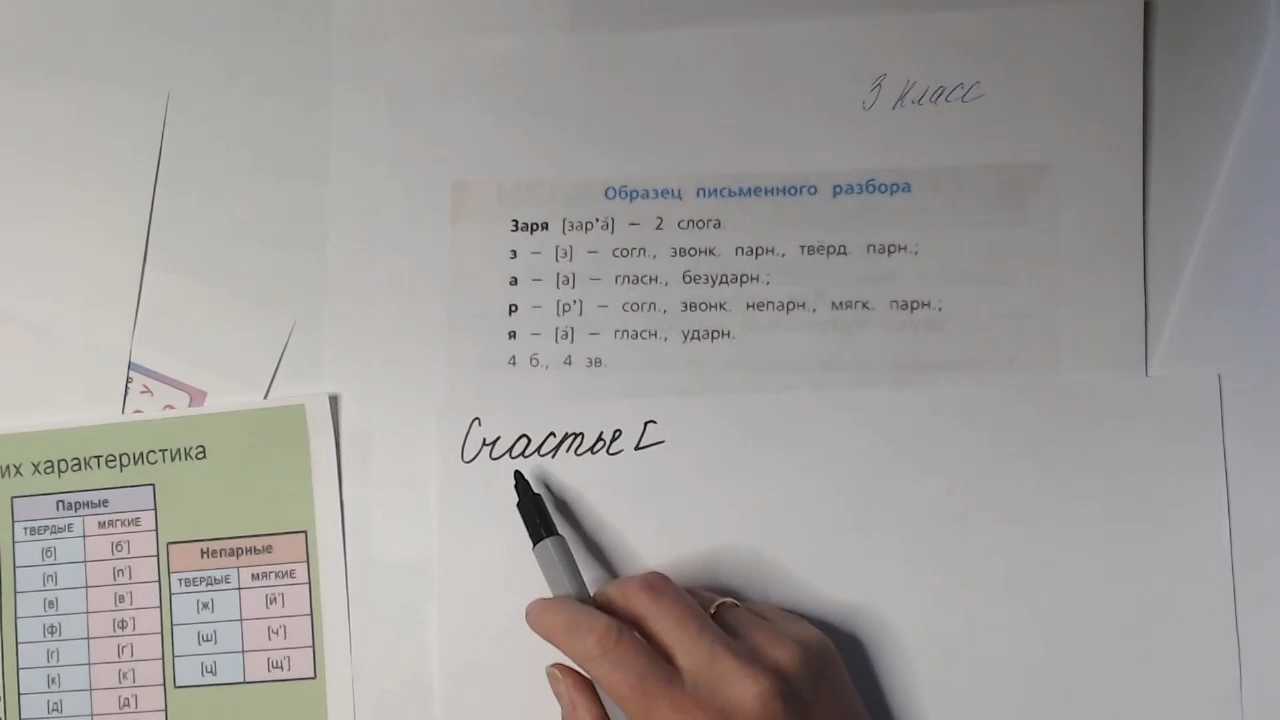 3 класс
Образец письменного разбора
Заря [зар’á] – 2 слога.
з – [з] – согл., звонк. парн., твёрд. парн.;
а – [а] – гласн., безударн.;
р – [р’] – согл., звонк. непарн., мягк. парн.;
я – [á] – гласн., ударн.
4 б., 4 зв.
Счастье [
их характеристика
Парные
ТВЕРДЫЕ МЯГКИЕ
[б] [б']
[п] [п']
[в] [в']
[ф] [ф']
[г] [г']
[к] [к']
[д] [д']
Непарные
ТВЕРДЫЕ МЯГКИЕ
[ж] [й']
[ш] [ч']
[ц] [щ']